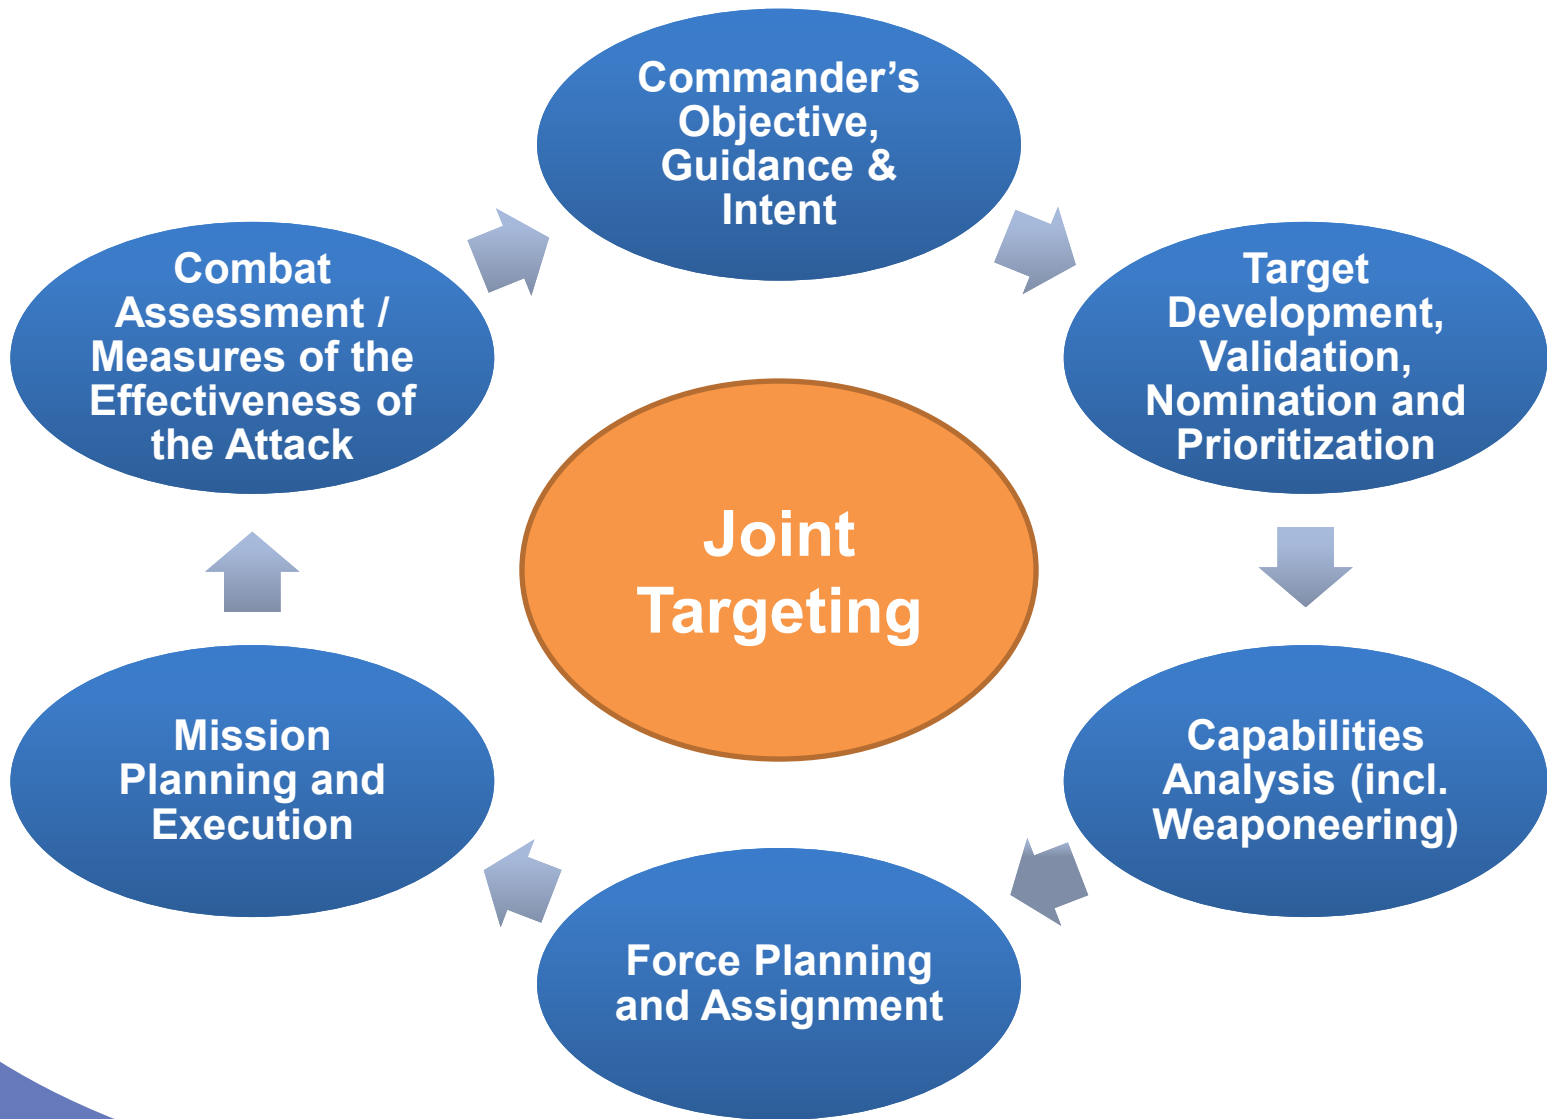 Commander’s
Objective,
Guidance &
Intent
Target
Development,
Validation,
Nomination and
Prioritization
Capabilities
Analysis (incl.
Weaponeering)
Force Planning
and Assignment
Mission
Planning and
Execution
Combat
Assessment /
Measures of the
Effectiveness of
the Attack
Joint
Targeting